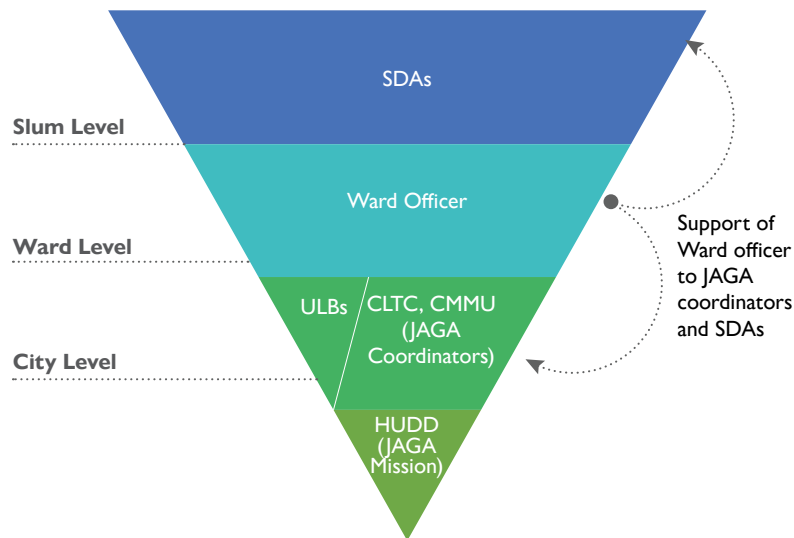 SDAs
Slum Level
Ward Officer
Ward Level
Support of
Ward officer
to JAGA
coordinators
and SDAs
ULBs
CLTC, CMMU
(JAGA
Coordinators)
City Level
HUDD
(JAGA
Mission)